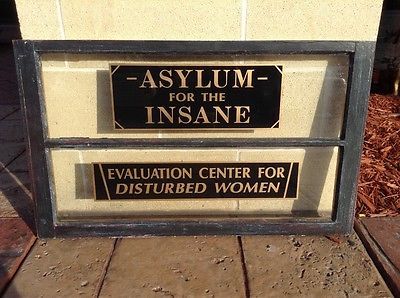 -ASYLUM-
FOR THE
INSANE
EVALUATION CENTER FOR
DISTURBED WOMEN